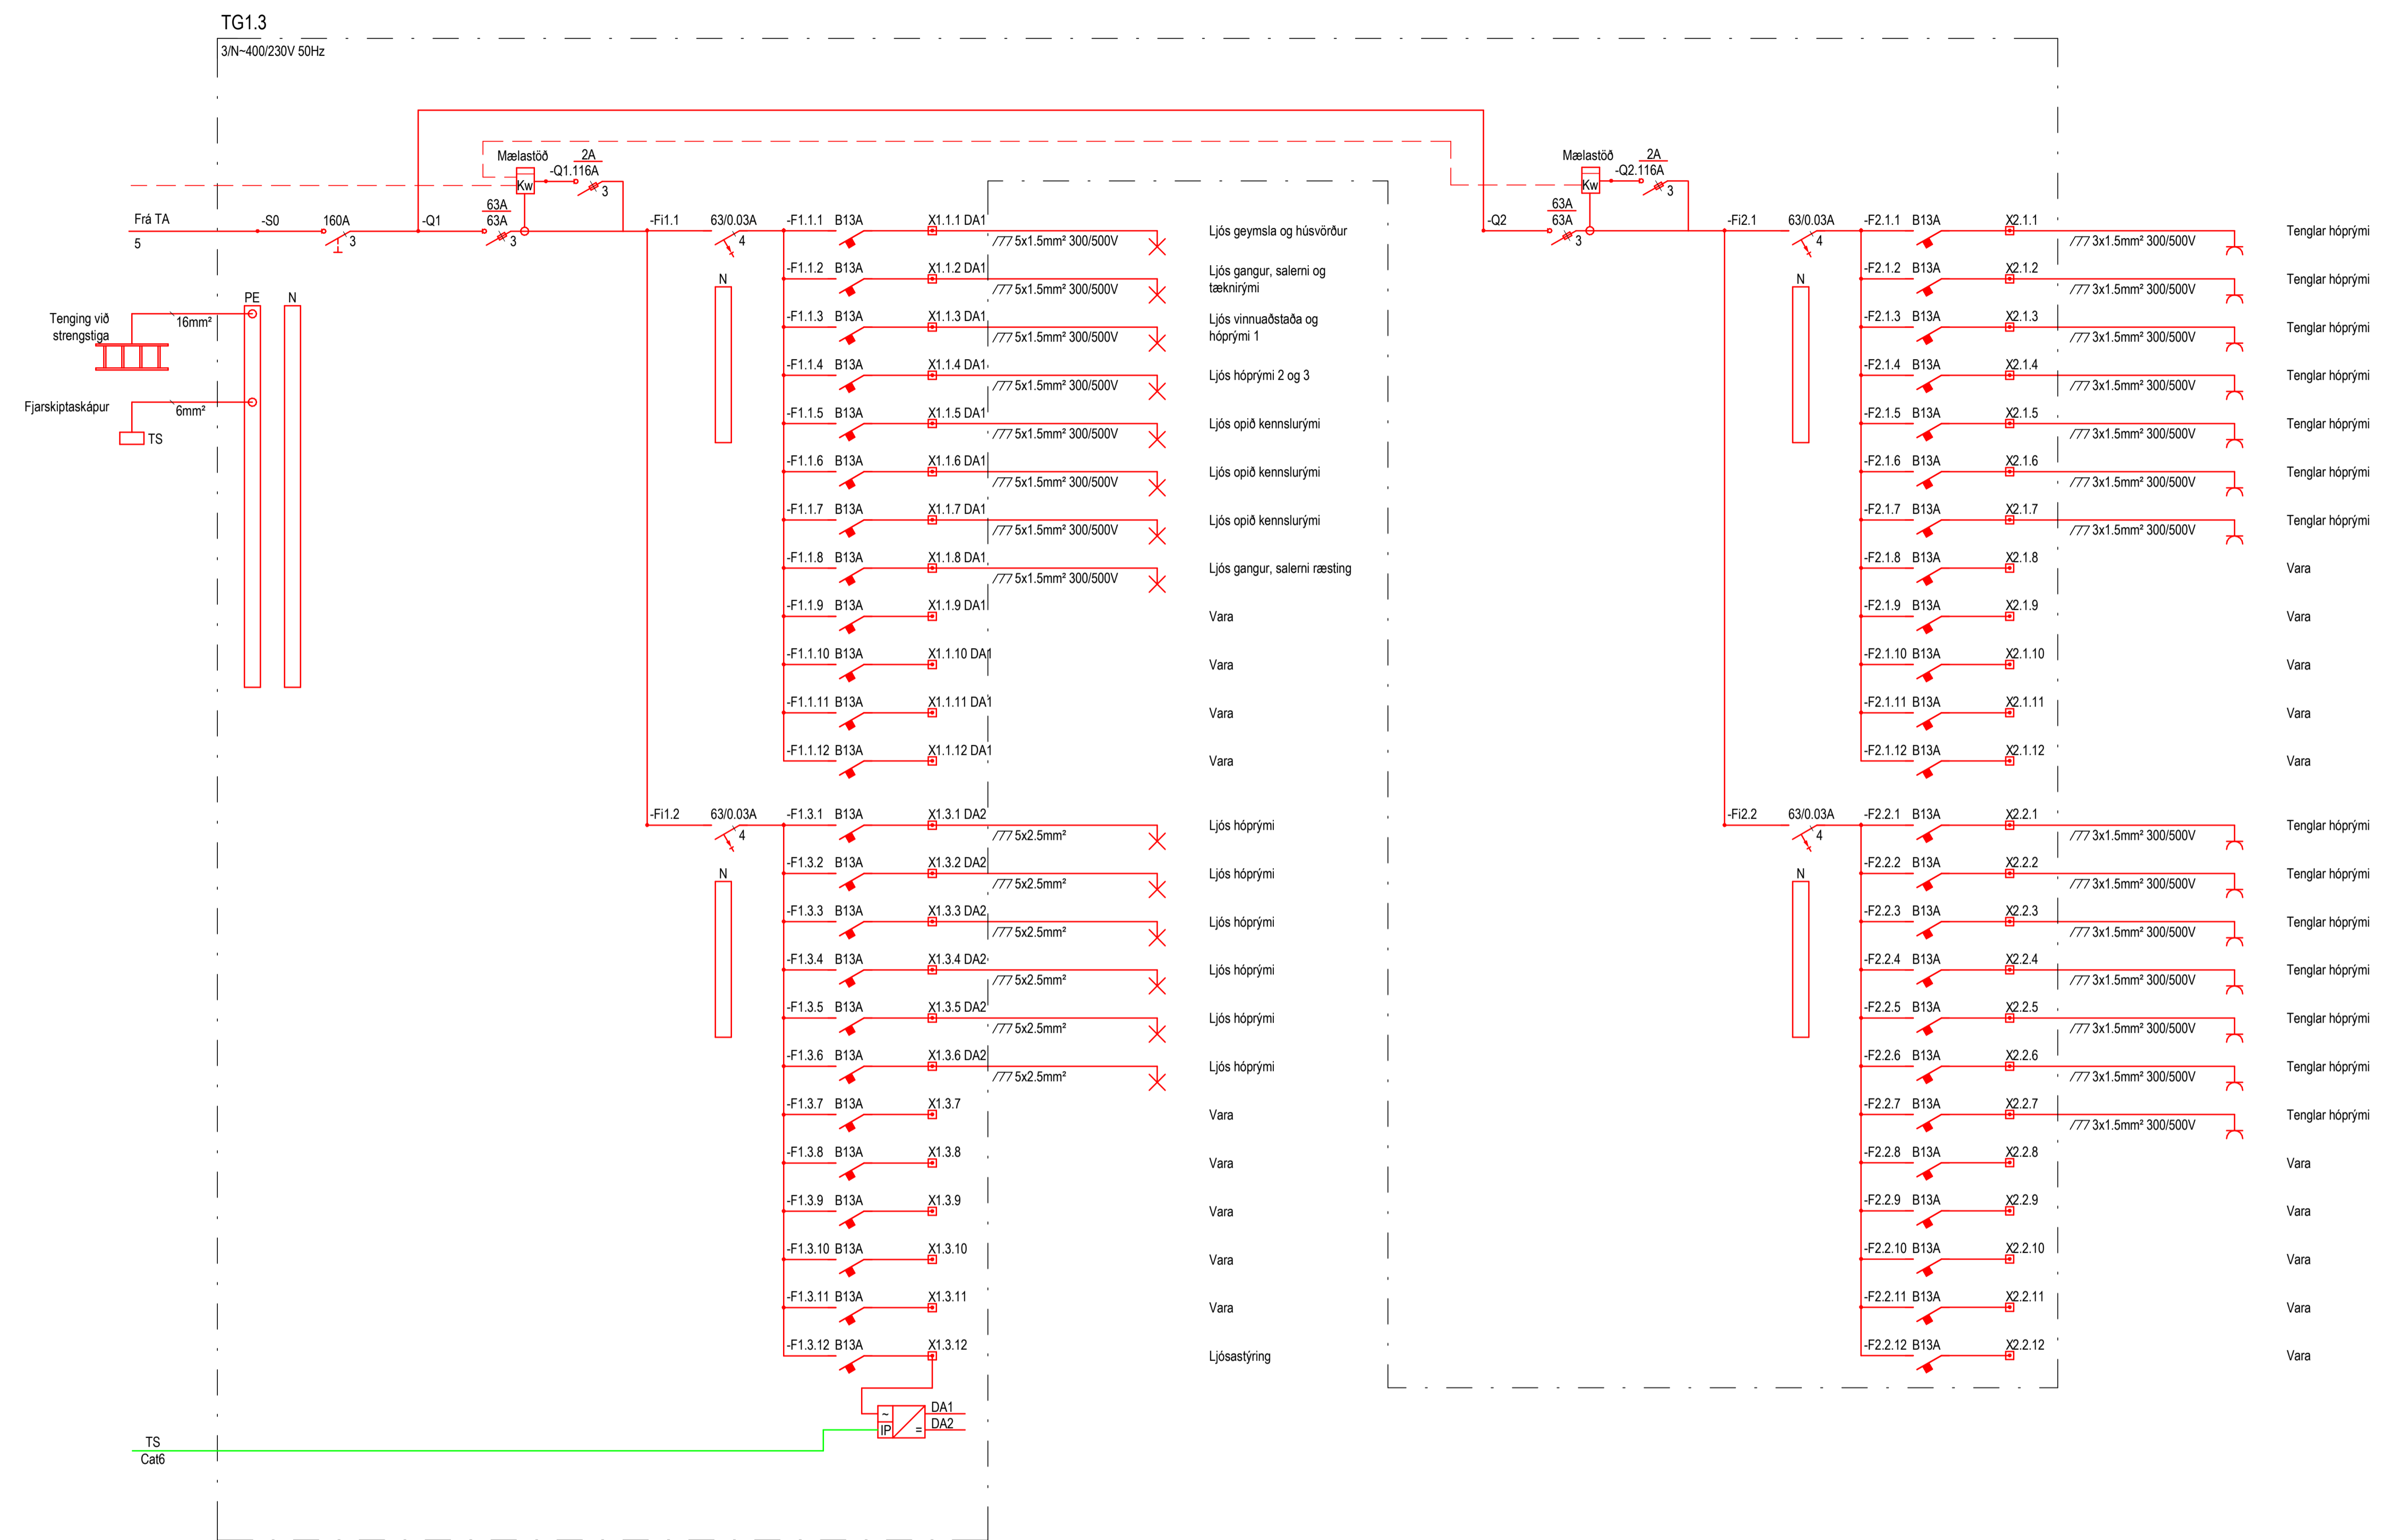 TG1.3
3/N~400/230V 50Hz
Frá TA
5
-S0
160A
3
-Q1
63A
63A
3
Mælastöð
Kw
2A
-Q1.116A
3
PE
N
Tenging við
strengstiga
16mm²
Fjarskiptaskápur
6mm²
TS
-Fi1.1
63/0.03A
4
N
-F1.1.1 B13A X1.1.1 DA1
5x1.5mm² 300/500V
Ljós geymsla og húsvörður
-F1.1.2 B13A X1.1.2 DA1
5x1.5mm² 300/500V
Ljós gangur, salerni og
tæknirými
-F1.1.3 B13A X1.1.3 DA1
5x1.5mm² 300/500V
Ljós vinnuaðstaða og
hóprými 1
-F1.1.4 B13A X1.1.4 DA1
5x1.5mm² 300/500V
Ljós hóprými 2 og 3
-F1.1.5 B13A X1.1.5 DA1
5x1.5mm² 300/500V
Ljós opið kennslurými
-F1.1.6 B13A X1.1.6 DA1
5x1.5mm² 300/500V
Ljós opið kennslurými
-F1.1.7 B13A X1.1.7 DA1
5x1.5mm² 300/500V
Ljós opið kennslurými
-F1.1.8 B13A X1.1.8 DA1
5x1.5mm² 300/500V
Ljós gangur, salerni ræsting
-F1.1.9 B13A X1.1.9 DA1
Vara
-F1.1.10 B13A X1.1.10 DA1
Vara
-F1.1.11 B13A X1.1.11 DA1
Vara
-F1.1.12 B13A X1.1.12 DA1
Vara
-Fi1.2
63/0.03A
4
N
-F1.3.1 B13A X1.3.1 DA2
5x2.5mm²
Ljós hóprými
-F1.3.2 B13A X1.3.2 DA2
5x2.5mm²
Ljós hóprými
-F1.3.3 B13A X1.3.3 DA2
5x2.5mm²
Ljós hóprými
-F1.3.4 B13A X1.3.4 DA2
5x2.5mm²
Ljós hóprými
-F1.3.5 B13A X1.3.5 DA2
5x2.5mm²
Ljós hóprými
-F1.3.6 B13A X1.3.6 DA2
5x2.5mm²
Ljós hóprými
-F1.3.7 B13A X1.3.7
Vara
-F1.3.8 B13A X1.3.8
Vara
-F1.3.9 B13A X1.3.9
Vara
-F1.3.10 B13A X1.3.10
Vara
-F1.3.11 B13A X1.3.11
Vara
-F1.3.12 B13A X1.3.12
Ljósastýring
~
IP
=
DA1
DA2
TS
Cat6
-Q2
63A
63A
3
Mælastöð
Kw
2A
-Q2.116A
3
-Fi2.1
63/0.03A
4
N
-F2.1.1 B13A X2.1.1
3x1.5mm² 300/500V
Tenglar hóprými
-F2.1.2 B13A X2.1.2
3x1.5mm² 300/500V
Tenglar hóprými
-F2.1.3 B13A X2.1.3
3x1.5mm² 300/500V
Tenglar hóprými
-F2.1.4 B13A X2.1.4
3x1.5mm² 300/500V
Tenglar hóprými
-F2.1.5 B13A X2.1.5
3x1.5mm² 300/500V
Tenglar hóprými
-F2.1.6 B13A X2.1.6
3x1.5mm² 300/500V
Tenglar hóprými
-F2.1.7 B13A X2.1.7
3x1.5mm² 300/500V
Tenglar hóprými
-F2.1.8 B13A X2.1.8
Vara
-F2.1.9 B13A X2.1.9
Vara
-F2.1.10 B13A X2.1.10
Vara
-F2.1.11 B13A X2.1.11
Vara
-F2.1.12 B13A X2.1.12
Vara
-Fi2.2
63/0.03A
4
N
-F2.2.1 B13A X2.2.1
3x1.5mm² 300/500V
Tenglar hóprými
-F2.2.2 B13A X2.2.2
3x1.5mm² 300/500V
Tenglar hóprými
-F2.2.3 B13A X2.2.3
3x1.5mm² 300/500V
Tenglar hóprými
-F2.2.4 B13A X2.2.4
3x1.5mm² 300/500V
Tenglar hóprými
-F2.2.5 B13A X2.2.5
3x1.5mm² 300/500V
Tenglar hóprými
-F2.2.6 B13A X2.2.6
3x1.5mm² 300/500V
Tenglar hóprými
-F2.2.7 B13A X2.2.7
3x1.5mm² 300/500V
Tenglar hóprými
-F2.2.8 B13A X2.2.8
Vara
-F2.2.9 B13A X2.2.9
Vara
-F2.2.10 B13A X2.2.10
Vara
-F2.2.11 B13A X2.2.11
Vara
-F2.2.12 B13A X2.2.12
Vara